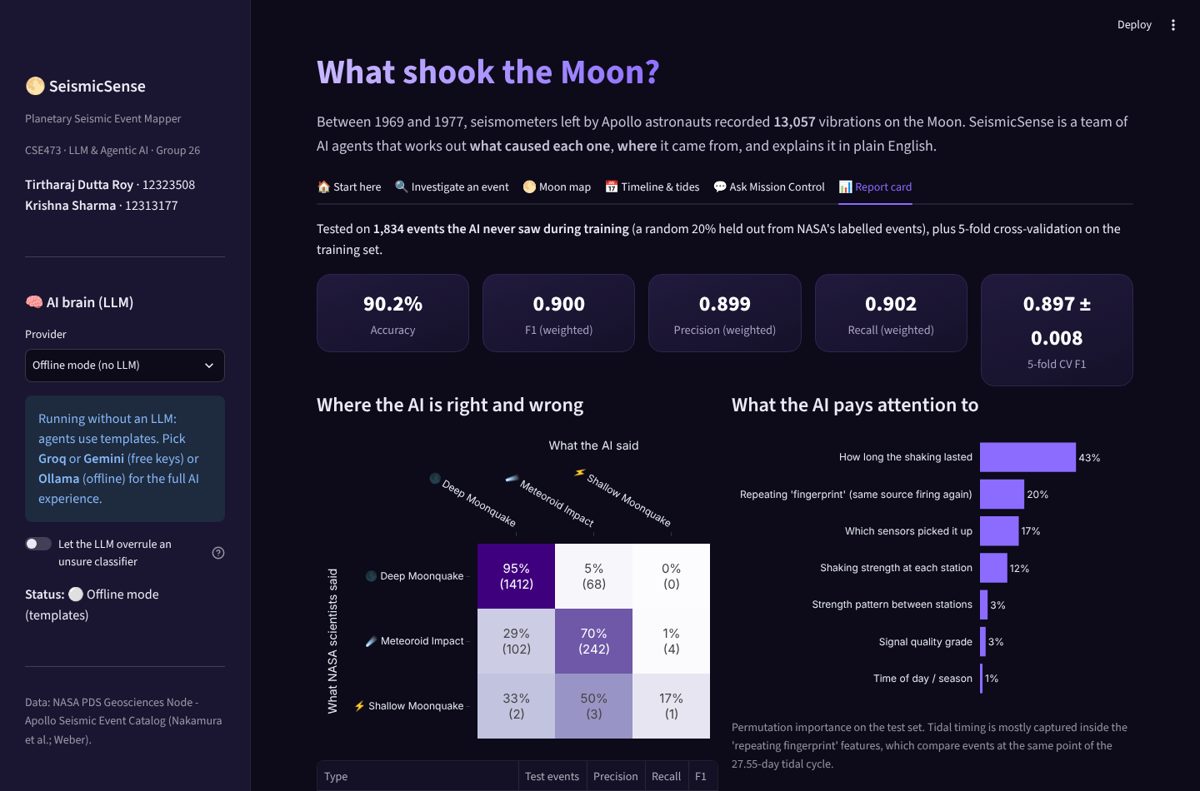 Deploy
🌕 SeismicSense
Planetary Seismic Event Mapper
CSE473 · LLM & Agentic AI · Group 26
Tirtharaj Dutta Roy · 12323508
Krishna Sharma · 12313177
🧠 AI brain (LLM)
Provider
Offline mode (no LLM)
Running without an LLM:
agents use templates. Pick
Groq or Gemini (free keys) or
Ollama (offline) for the full AI
experience.
Let the LLM overrule an
unsure classifier
Status: ⚪ Offline mode
(templates)
Data: NASA PDS Geosciences Node -
Apollo Seismic Event Catalog (Nakamura
et al.; Weber).
What shook the Moon?
Between 1969 and 1977, seismometers left by Apollo astronauts recorded 13,057 vibrations on the Moon. SeismicSense is a team of
AI agents that works out what caused each one, where it came from, and explains it in plain English.
🏠 Start here 🔍 Investigate an event 🌕 Moon map 📅 Timeline & tides 💬 Ask Mission Control 📊 Report card
Tested on 1,834 events the AI never saw during training (a random 20% held out from NASA's labelled events), plus 5-fold cross-validation on the
training set.
90.2%
Accuracy
0.900
F1 (weighted)
0.899
Precision (weighted)
0.902
Recall (weighted)
0.897 ±
0.008
5-fold CV F1
Where the AI is right and wrong
What the AI said
🌑 Deep Moonquake
☄️ Meteoroid Impact
⚡ Shallow Moonquake
What NASA scientists said
🌑 Deep Moonquake
95%
(1412)
5%
(68)
0%
(0)
☄️ Meteoroid Impact
29%
(102)
70%
(242)
1%
(4)
⚡ Shallow Moonquake
33%
(2)
50%
(3)
17%
(1)
Type Test events Precision Recall F1
What the AI pays attention to
How long the shaking lasted 43%
Repeating 'fingerprint' (same source firing again) 20%
Which sensors picked it up 17%
Shaking strength at each station 12%
Strength pattern between stations 3%
Signal quality grade 3%
Time of day / season 1%
Permutation importance on the test set. Tidal timing is mostly captured inside the
'repeating fingerprint' features, which compare events at the same point of the
27.55-day tidal cycle.